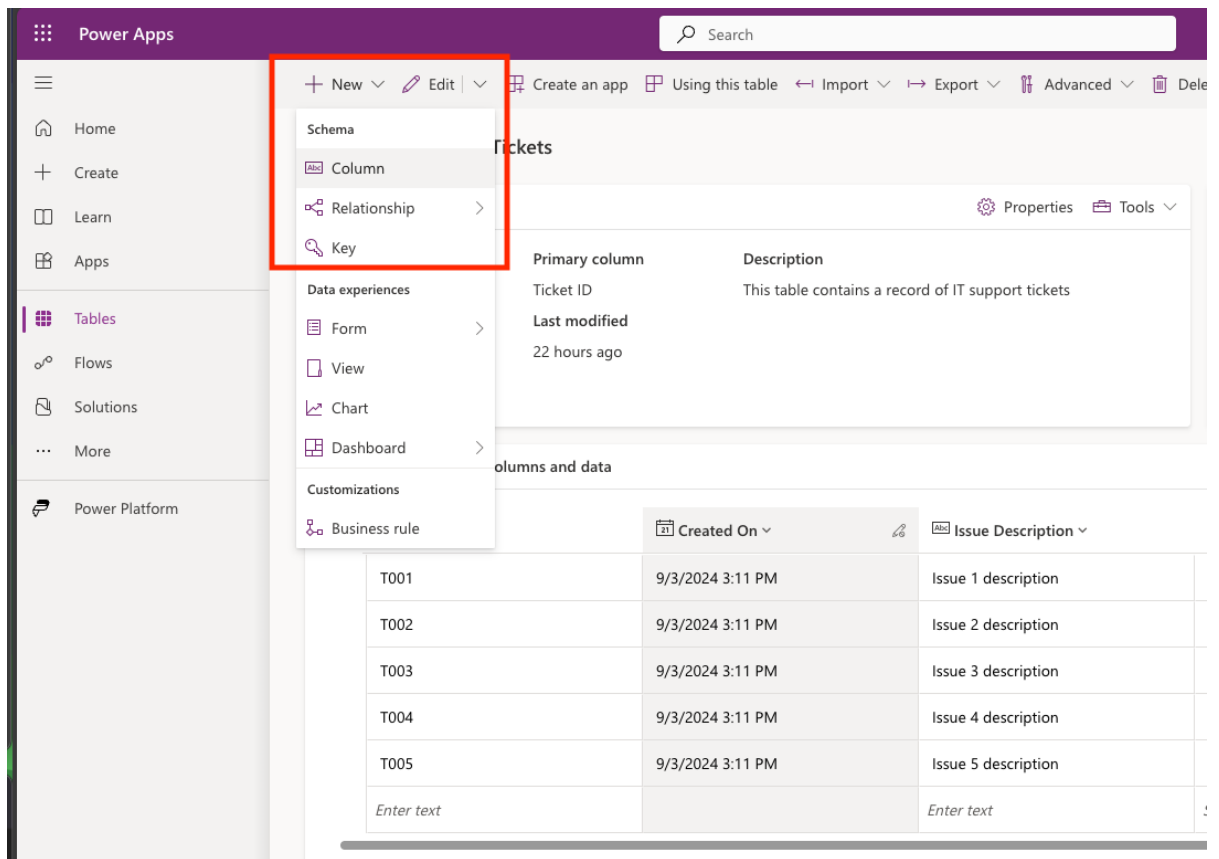 Power Apps
Search
New Edit Create an app Using this table Import Export Advanced Dele
Home
Create
Learn
Apps
Tables
Flows
Solutions
More
Power Platform
Schema
Column
Relationship
Key
Data experiences
Form
View
Chart
Dashboard
Customizations
Business rule
Tickets
Properties Tools
Primary column Description
Ticket ID This table contains a record of IT support tickets
Last modified
22 hours ago
olumns and data
Created On Issue Description
T001 9/3/2024 3:11 PM Issue 1 description
T002 9/3/2024 3:11 PM Issue 2 description
T003 9/3/2024 3:11 PM Issue 3 description
T004 9/3/2024 3:11 PM Issue 4 description
T005 9/3/2024 3:11 PM Issue 5 description
Enter text Enter text